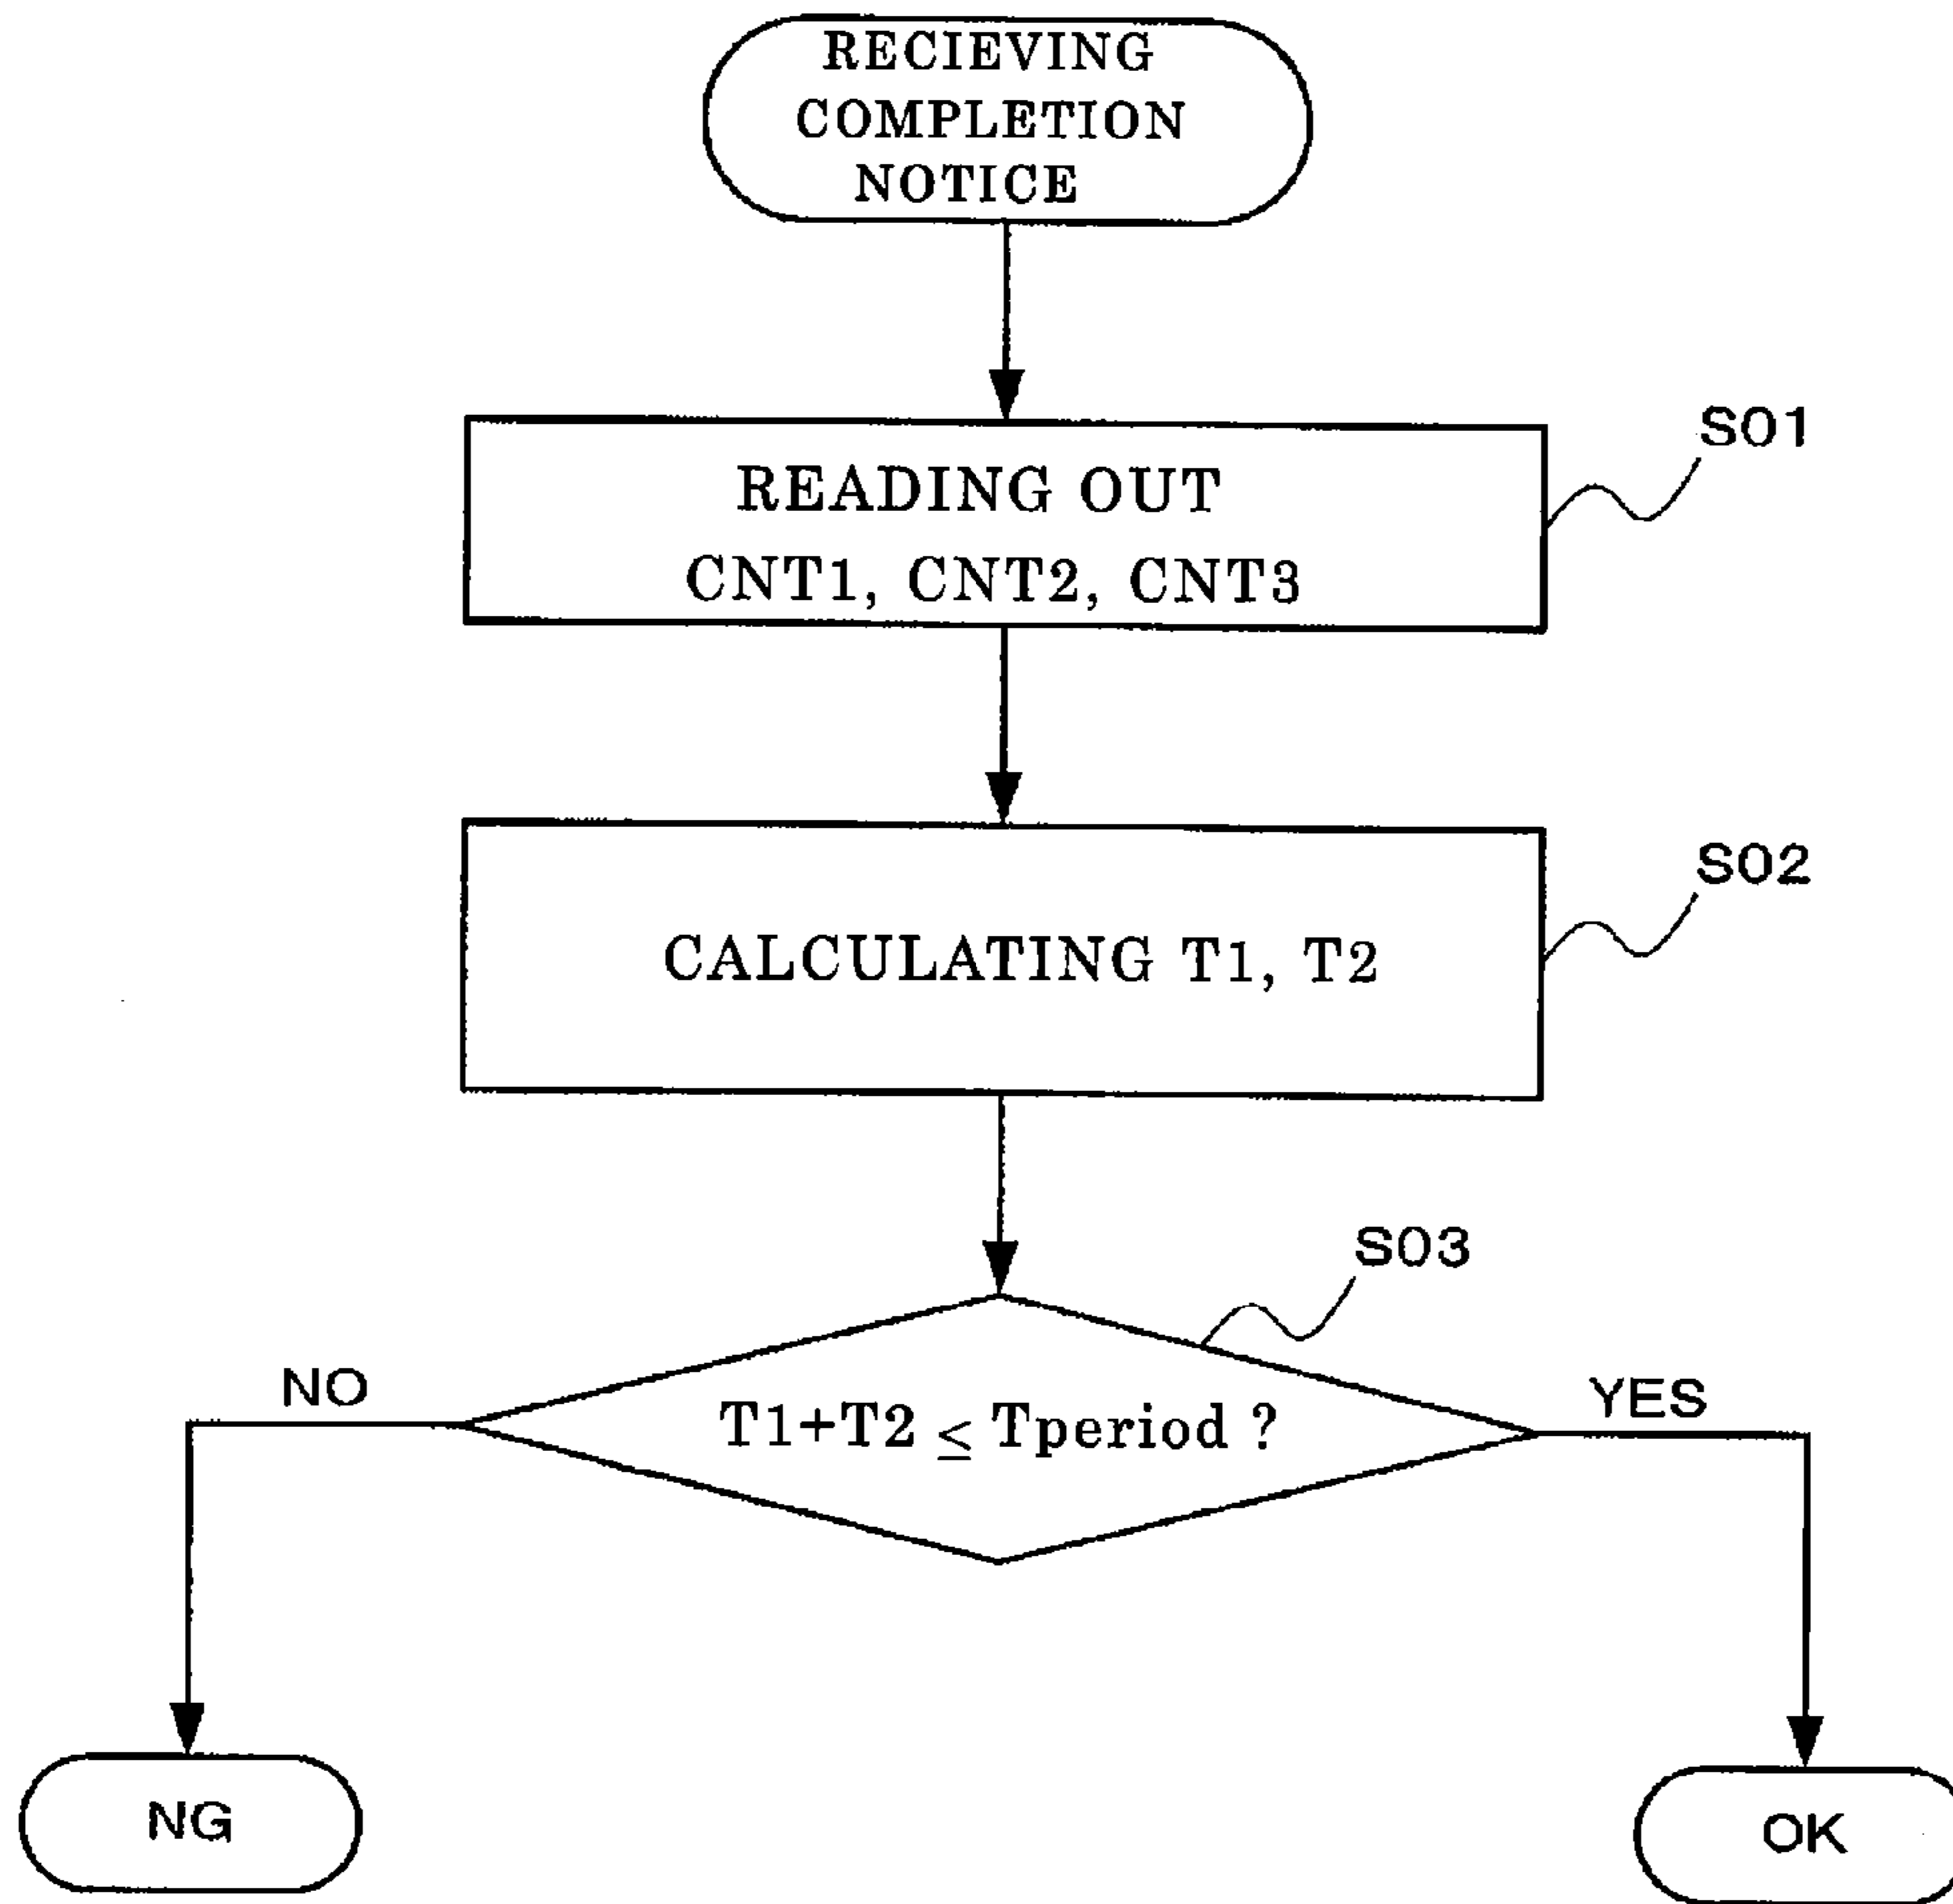 RECIEVING
COMPLETION
NOTICE
S01
READING OUT
CNT1, CNT2, CNT3
S02
CALCULATING T1, T2
S03
NO
T1+T2 ≤ Tperiod ?
YES
NG
OK